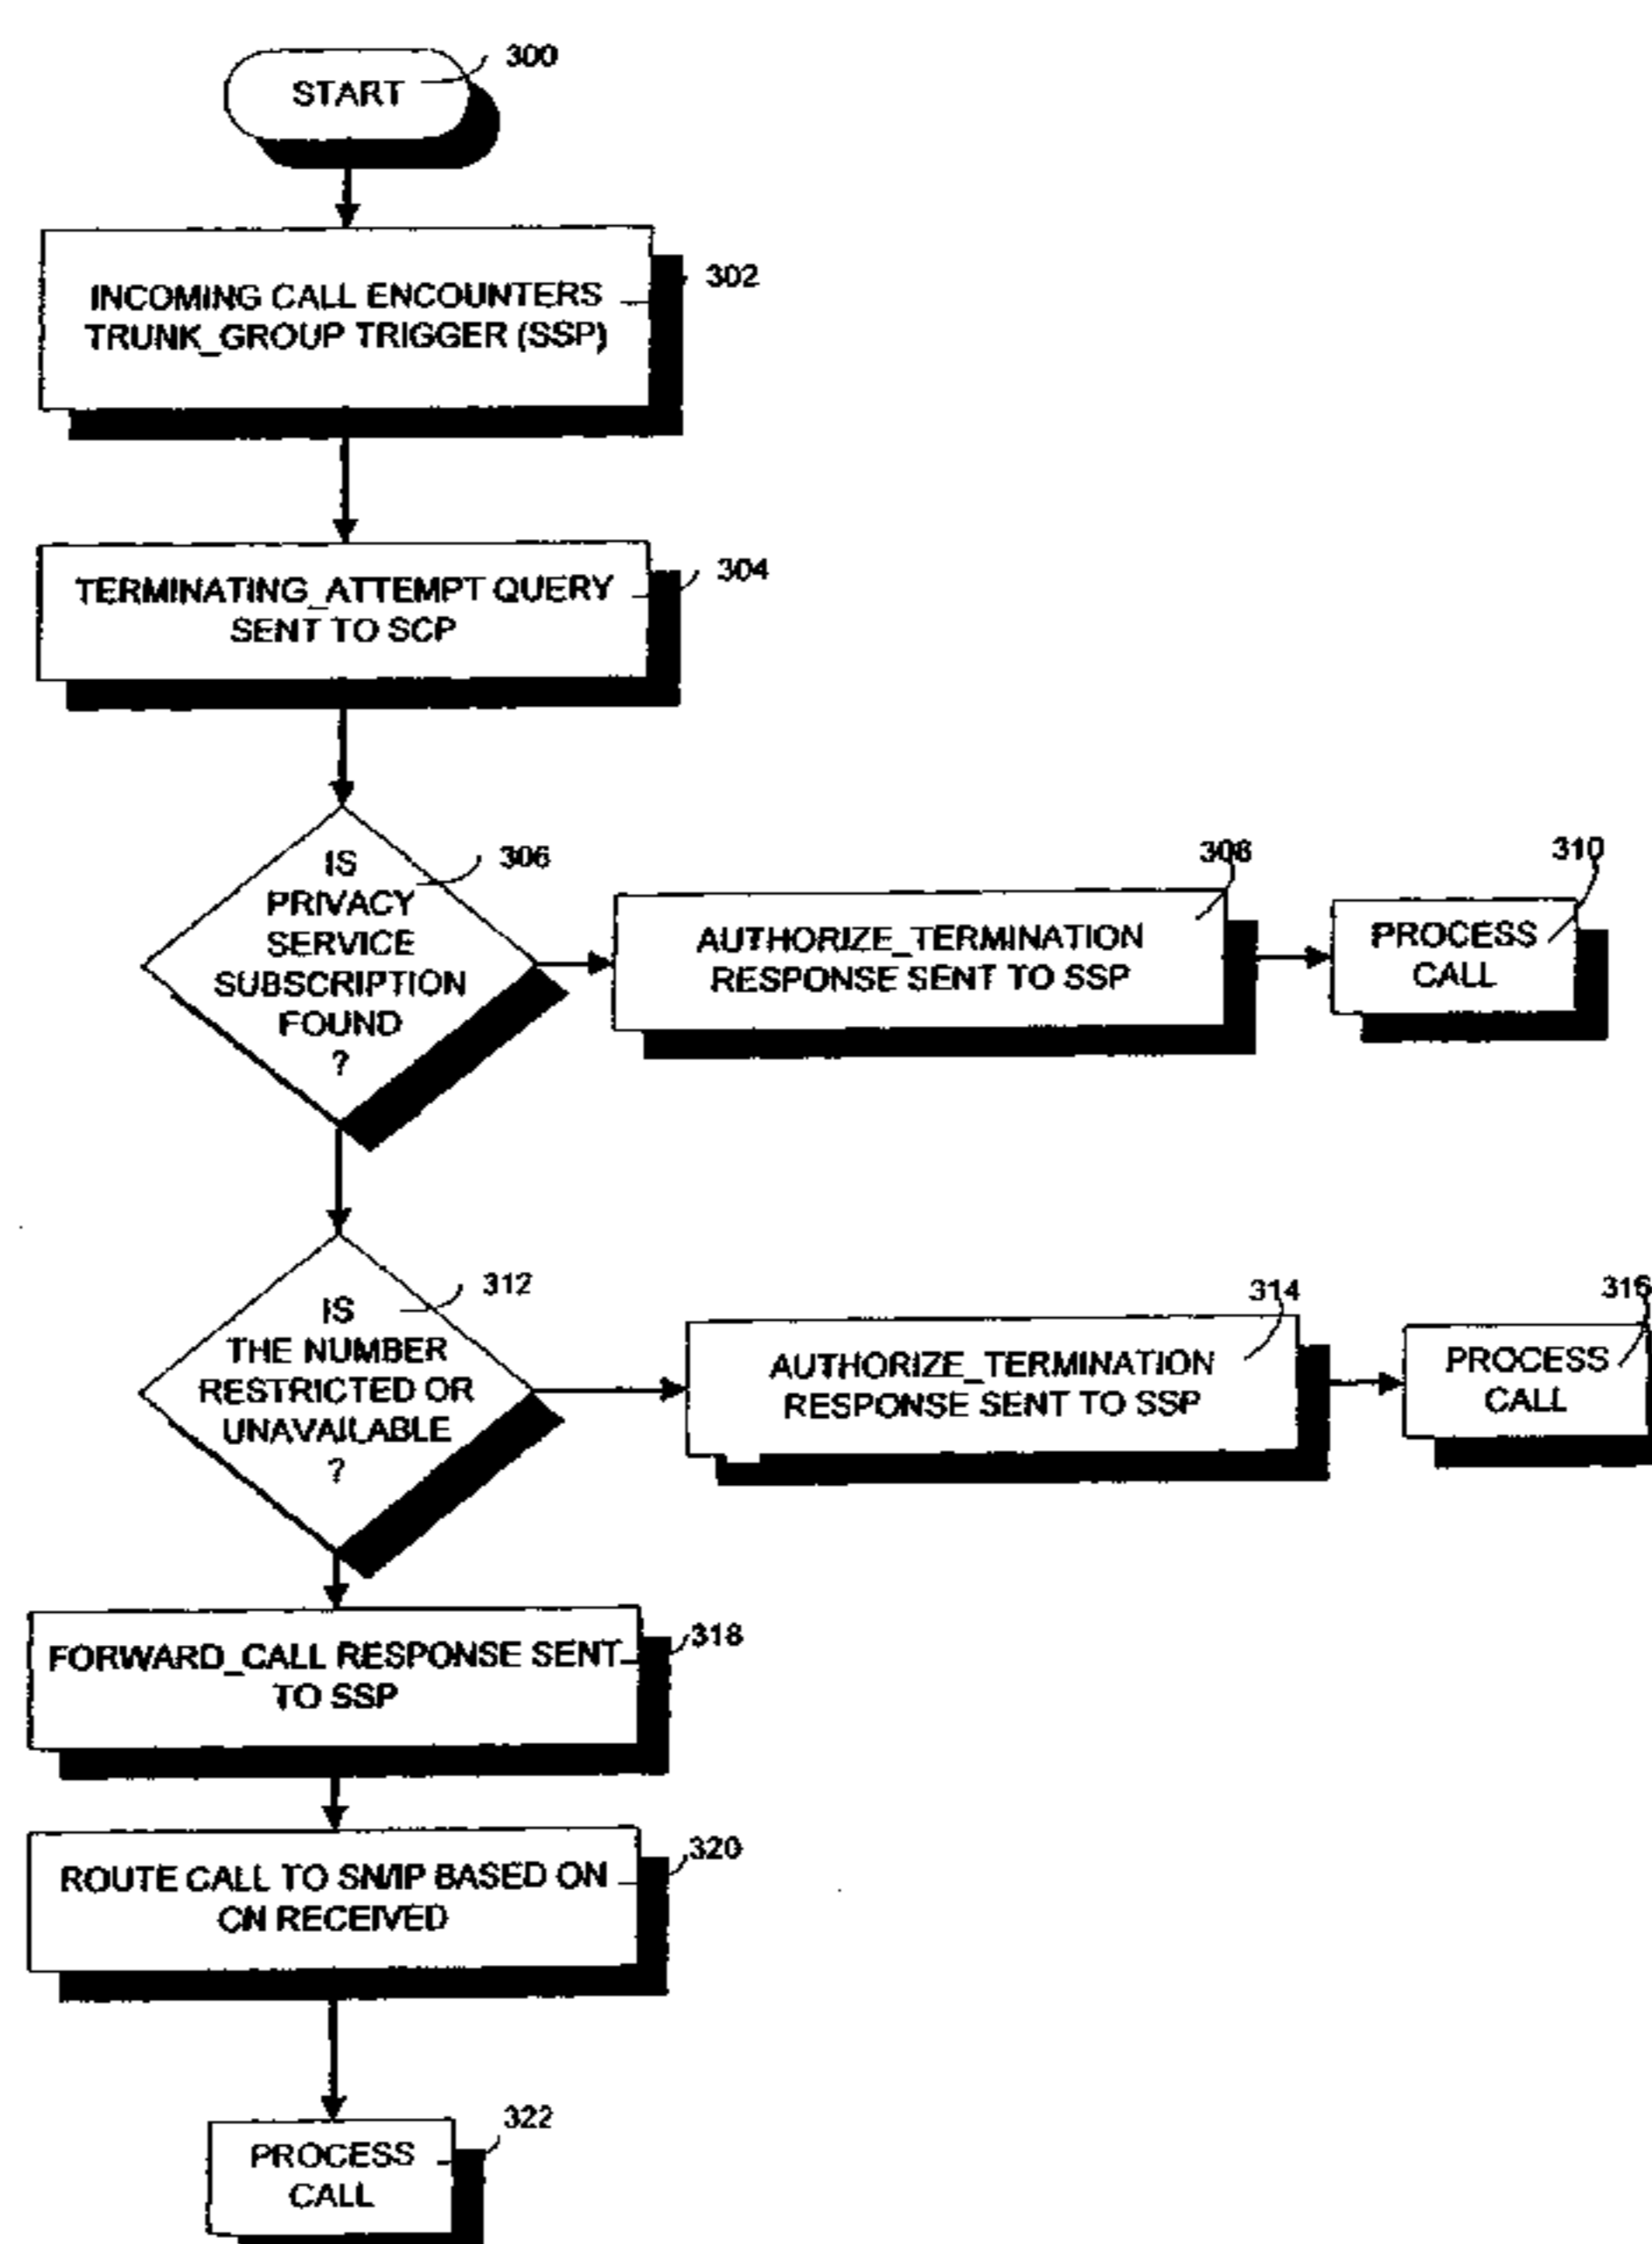 START
300
INCOMING CALL ENCOUNTERS
TRUNK_GROUP TRIGGER (SSP)
302
TERMINATING_ATTEMPT QUERY
SENT TO SCP
304
IS
PRIVACY
SERVICE
SUBSCRIPTION
FOUND
?
306
AUTHORIZE_TERMINATION
RESPONSE SENT TO SSP
308
PROCESS
CALL
310
IS
THE NUMBER
RESTRICTED OR
UNAVAILABLE
?
312
AUTHORIZE_TERMINATION
RESPONSE SENT TO SSP
314
PROCESS
CALL
316
FORWARD_CALL RESPONSE SENT
TO SSP
318
ROUTE CALL TO SN/IP BASED ON
CN RECEIVED
320
PROCESS
CALL
322